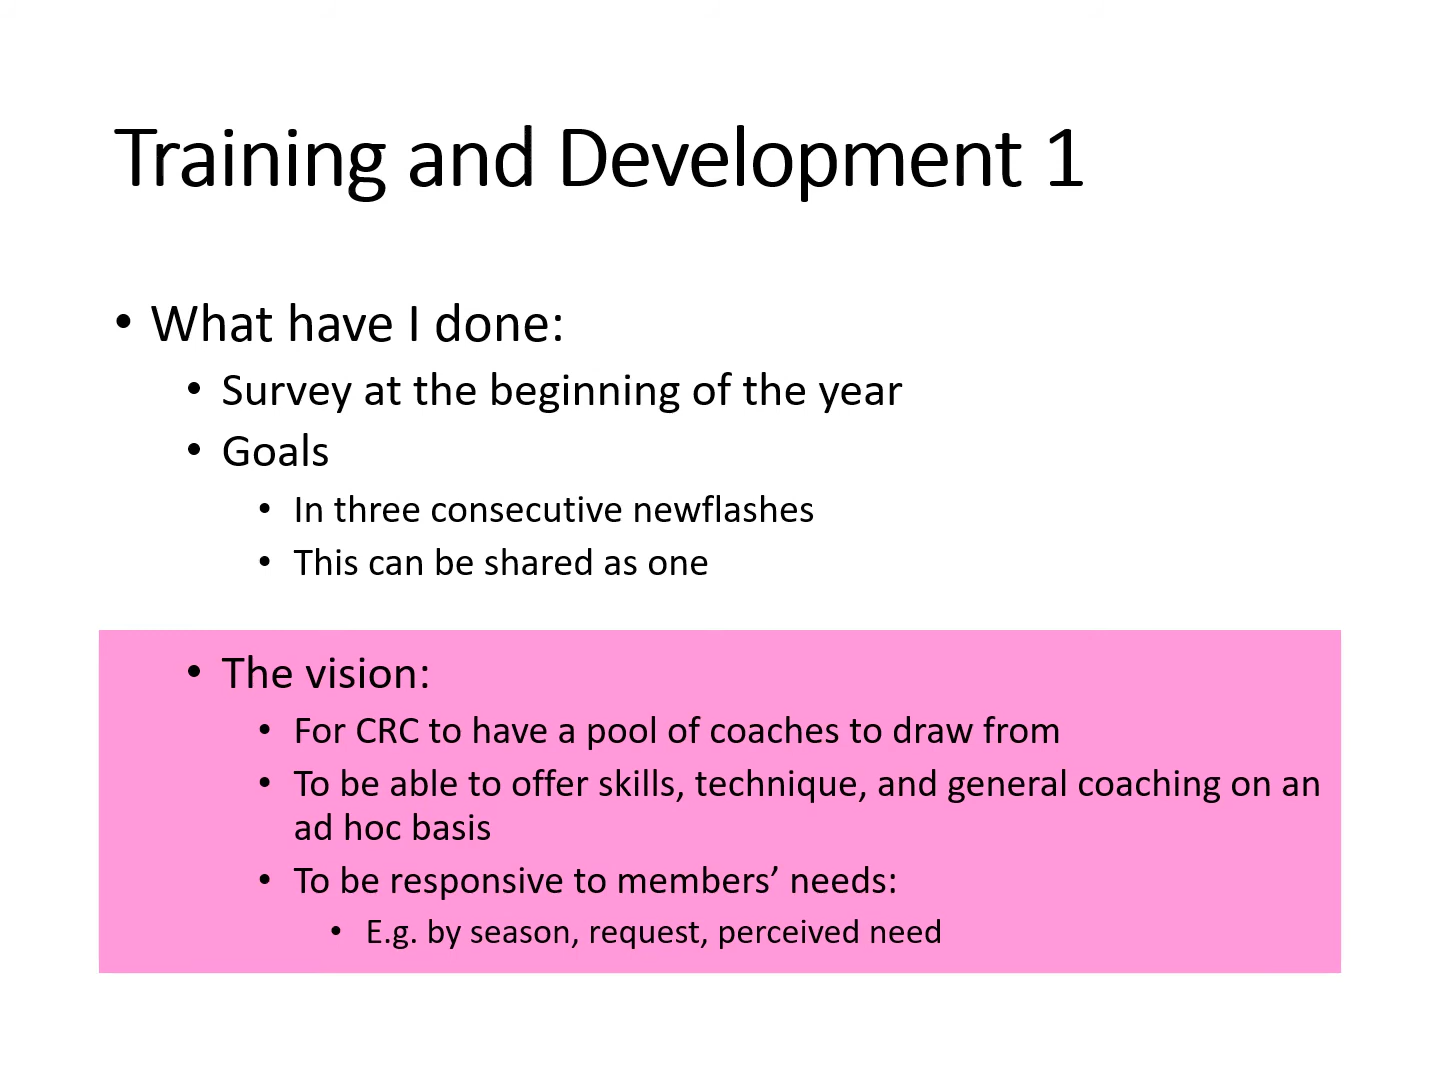 Training and Development 1
• What have I done:
• Survey at the beginning of the year
• Goals
• In three consecutive newflashes
• This can be shared as one
• The vision:
• For CRC to have a pool of coaches to draw from
• To be able to offer skills, technique, and general coaching on an
ad hoc basis
• To be responsive to members’ needs:
• E.g. by season, request, perceived need